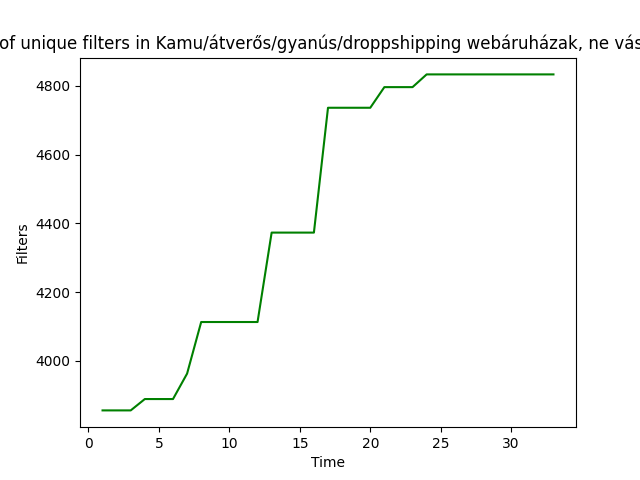 of unique filters in Kamu/átverős/gyanús/droppshipping webáruházak, ne vás
4800
4600
4400
4200
4000
Filters
0 5 10 15 20 25 30
Time